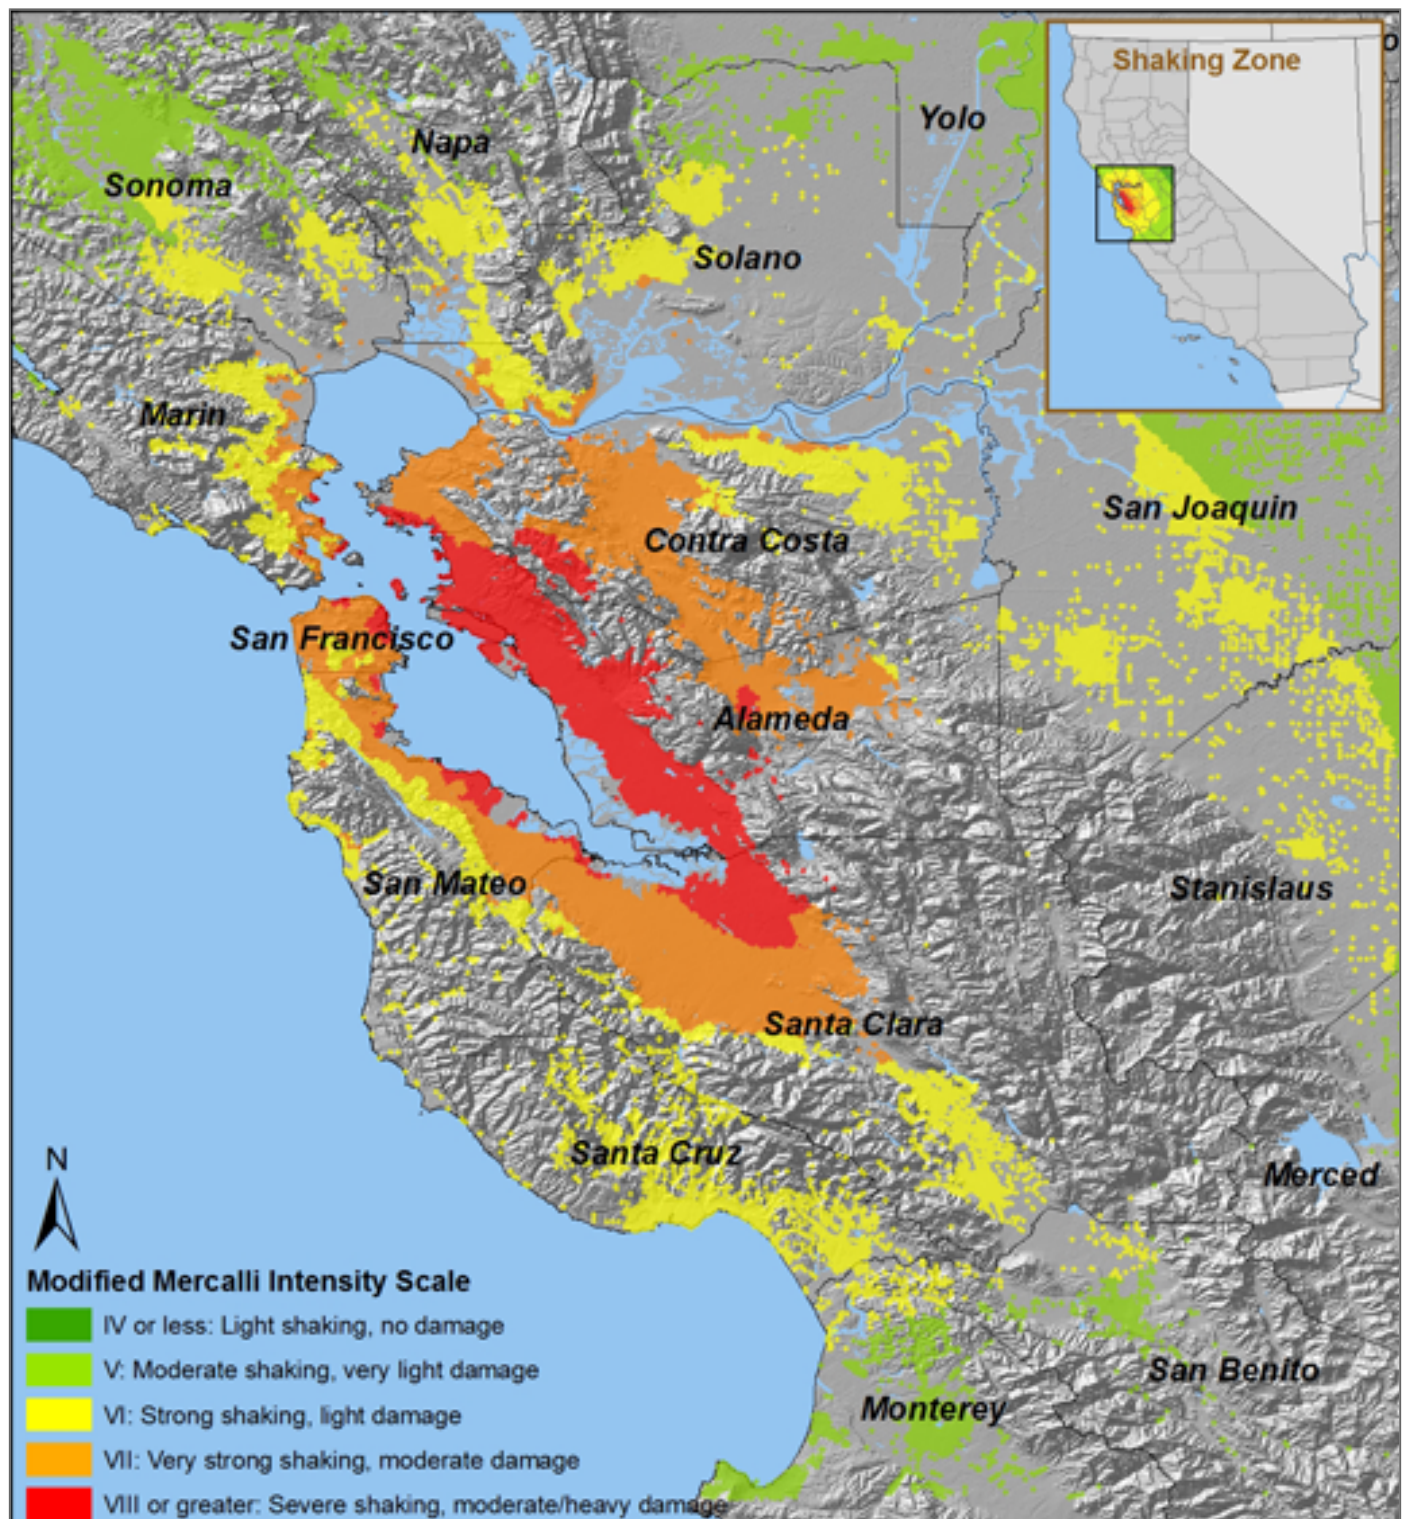 Shaking Zone
Yolo
Napa
Sonoma
Solano
Marin
San Joaquin
Contra Costa
San Francisco
Alameda
San Mateo
Stanislaus
Santa Clara
Santa Cruz
Merced
N
Modified Mercalli Intensity Scale
IV or less: Light shaking, no damage
V: Moderate shaking, very light damage
San Benito
VI: Strong shaking, light damage
Monterey
VII: Very strong shaking, moderate damage
VIII or greater: Severe shaking, moderate/heavy damage